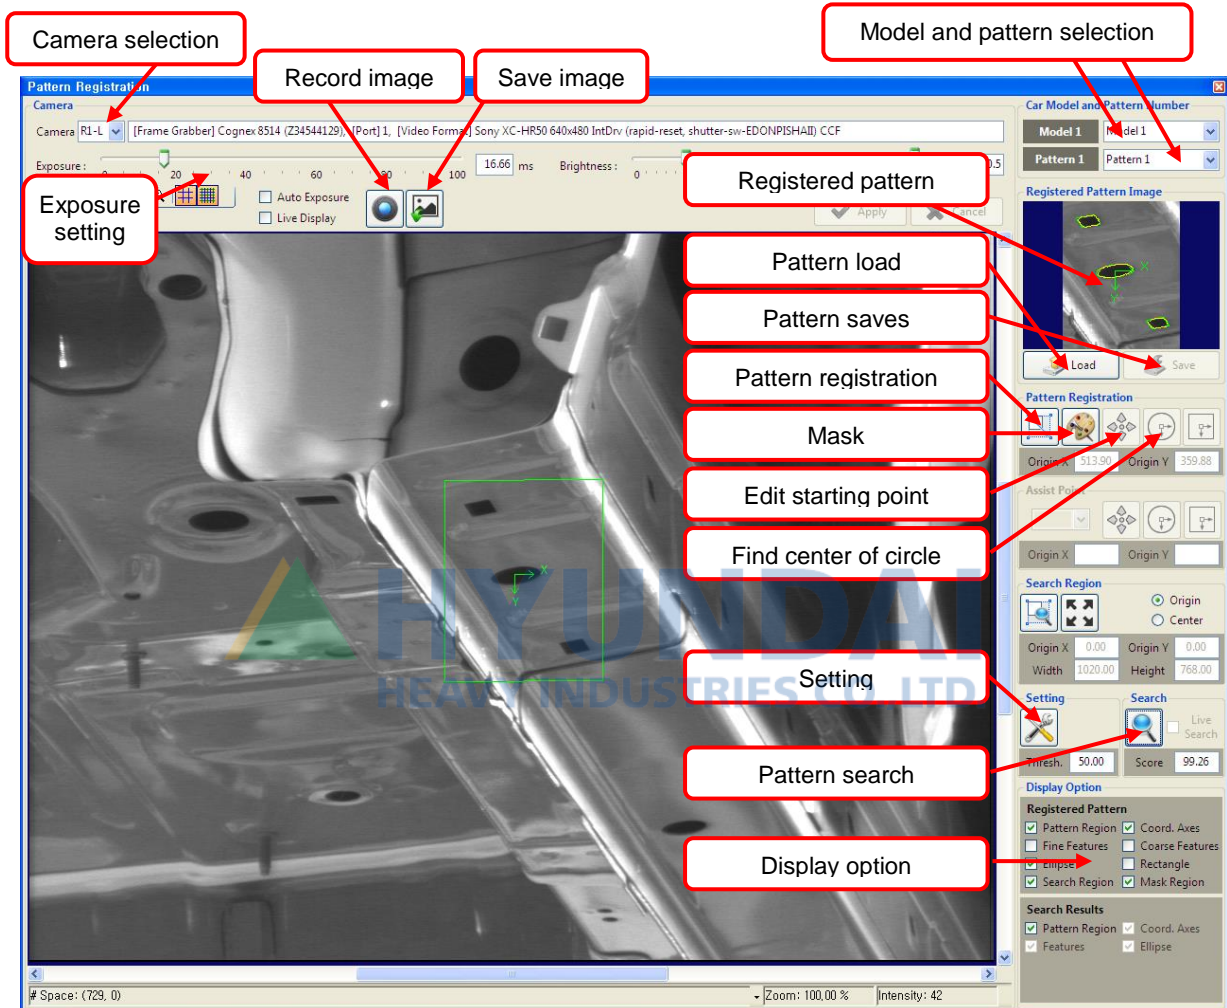 Camera selection
Model and pattern selection
Record image
Save image
Pattern Registration
Camera
Car Model and Pattern Number
Camera R1-L [Frame Grabber] Cognex 8514 (Z34544129), [Port] 1, [Video Format] Sony XC-HR50 640x480 IntDrv (rapid-reset, shutter-sw-EDONPISHAII) CCF
Model 1 Model 1
Pattern 1 Pattern 1
Exposure : 0 20 40 60 80 100 16.66 ms Brightness : 0 0.5
Exposure setting
Auto Exposure
Live Display
Apply Cancel
Registered pattern
Registered Pattern Image
X
Y
Pattern load
Pattern saves
Load Save
Pattern registration
Pattern Registration
Mask
Origin X 513.90 Origin Y 359.88
Edit starting point
Assist Point
Find center of circle
Origin X Origin Y
X
Y
HYUNDAI
HEAVY INDUSTRIES CO.,LTD
Search Region
Origin
Center
Origin X 0.00 Origin Y 0.00
Width 1020.00 Height 768.00
Setting
Setting Search
Live Search
Thresh. 50.00 Score 99.26
Pattern search
Display Option
Registered Pattern
Pattern Region Coord. Axes
Fine Features Coarse Features
Ellipse Rectangle
Search Region Mask Region
Display option
Search Results
Pattern Region Coord. Axes
Features Ellipse
# Space: (729, 0) Zoom: 100,00 % Intensity: 42